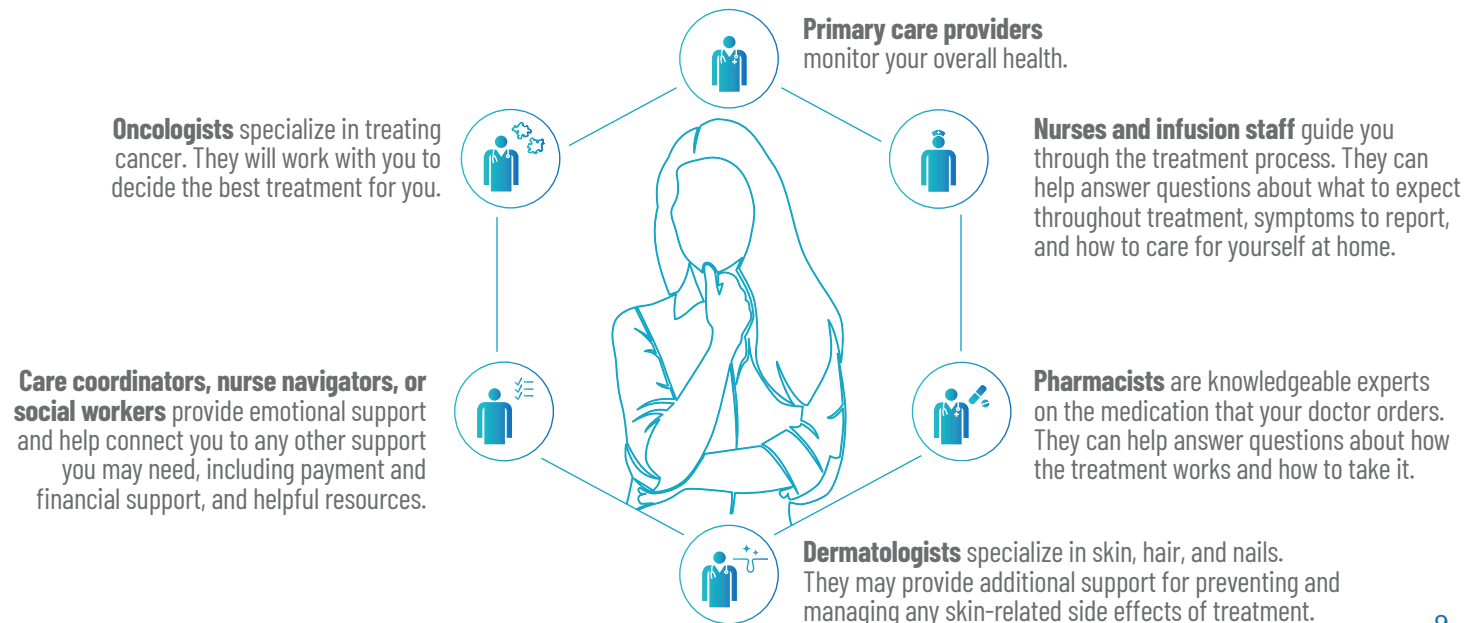 Primary care providers
monitor your overall health.
Oncologists specialize in treating
cancer. They will work with you to
decide the best treatment for you.
Nurses and infusion staff guide you
through the treatment process. They can
help answer questions about what to expect
throughout treatment, symptoms to report,
and how to care for yourself at home.
Care coordinators, nurse navigators, or
social workers provide emotional support
and help connect you to any other support
you may need, including payment and
financial support, and helpful resources.
Pharmacists are knowledgeable experts
on the medication that your doctor orders.
They can help answer questions about how
the treatment works and how to take it.
Dermatologists specialize in skin, hair, and nails.
They may provide additional support for preventing and
managing any skin-related side effects of treatment.